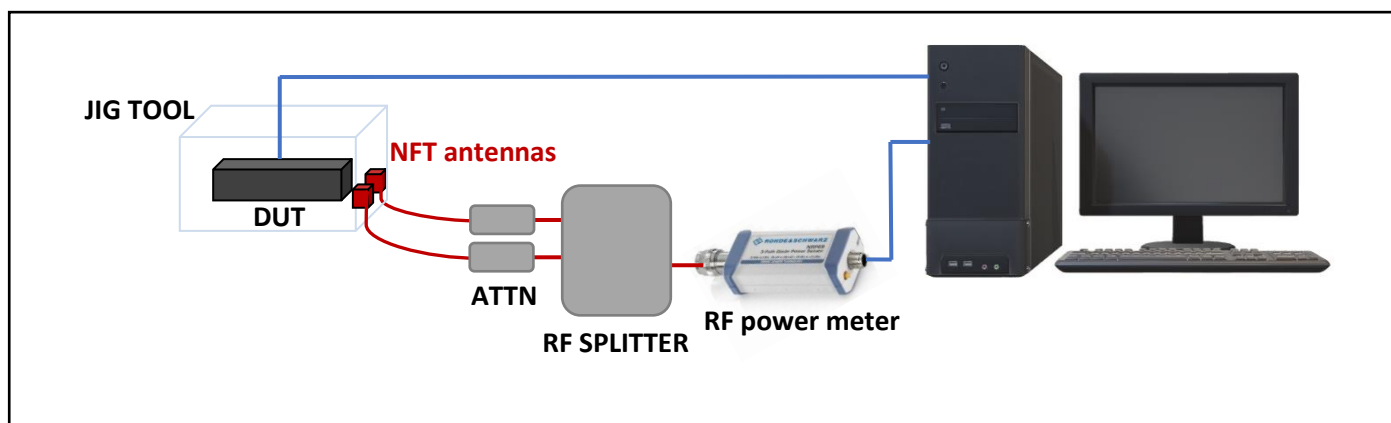 JIG TOOL
NFT antennas
DUT
ATTN
RF SPLITTER
ROHDE&SCHWARZ
RF power meter